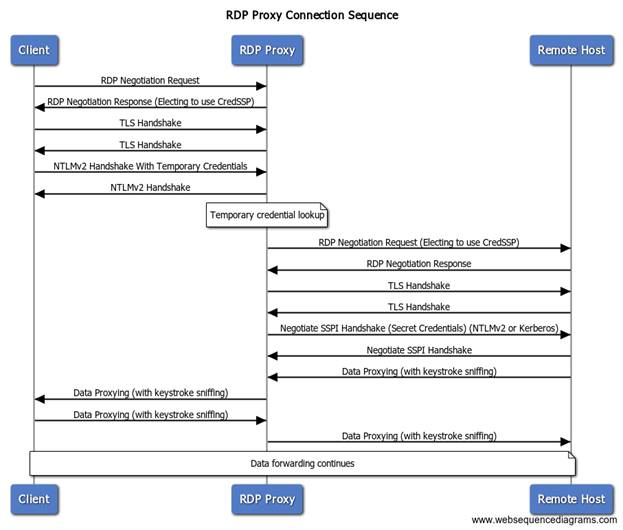 RDP Proxy Connection Sequence
Client
RDP Proxy
Remote Host
RDP Negotiation Request
RDP Negotiation Response (Electing to use CredSSP)
TLS Handshake
TLS Handshake
NTLMv2 Handshake With Temporary Credentials
NTLMv2 Handshake
Temporary credential lookup
RDP Negotiation Request (Electing to use CredSSP)
RDP Negotiation Response
TLS Handshake
TLS Handshake
Negotiate SSPI Handshake (Secret Credentials) (NTLMv2 or Kerberos)
Negotiate SSPI Handshake
Data Proxying (with keystroke sniffing)
Data Proxying (with keystroke sniffing)
Data Proxying (with keystroke sniffing)
Data Proxying (with keystroke sniffing)
Data forwarding continues
Client
RDP Proxy
Remote Host
www.websequencediagrams.com